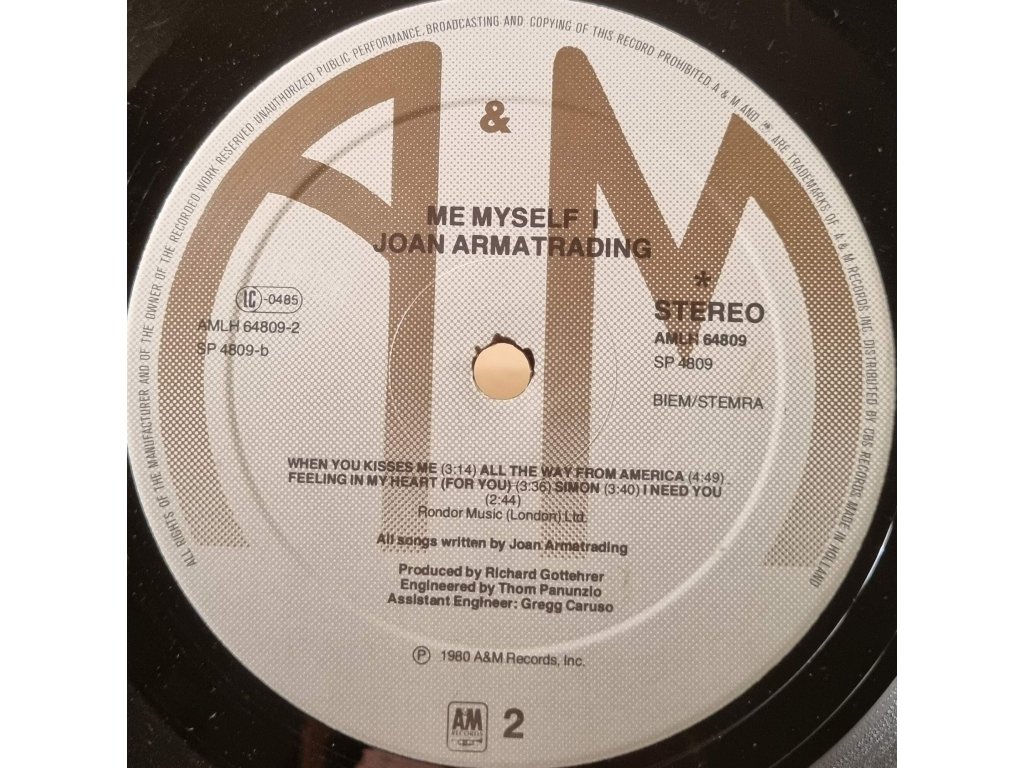 ALL RIGHTS OF THE MANUFACTURER AND OF THE OWNER OF THE RECORDED WORK RESERVED. UNAUTHORIZED PUBLIC PERFORMANCE, BROADCASTING AND COPYING OF THIS RECORD PROHIBITED. A & M AND * ARE TRADEMARKS OF A & M RECORDS INC. DISTRIBUTED BY CBS RECORDS MADE IN HOLLAND
A & M
ME MYSELF I
JOAN ARMATRADING
LC-0485
AMLH 64809-2
SP 4809-b
*
STEREO
AMLH 64809
SP 4809
BIEM/STEMRA
WHEN YOU KISSES ME (3:14) ALL THE WAY FROM AMERICA (4:49)
FEELING IN MY HEART (FOR YOU) (3:36) SIMON (3:40) I NEED YOU
(2:44)
Rondor Music (London) Ltd.
All songs written by Joan Armatrading
Produced by Richard Gottehrer
Engineered by Thom Panunzio
Assistant Engineer: Gregg Caruso
Ⓟ 1980 A&M Records, Inc.
A&M
RECORDS
2